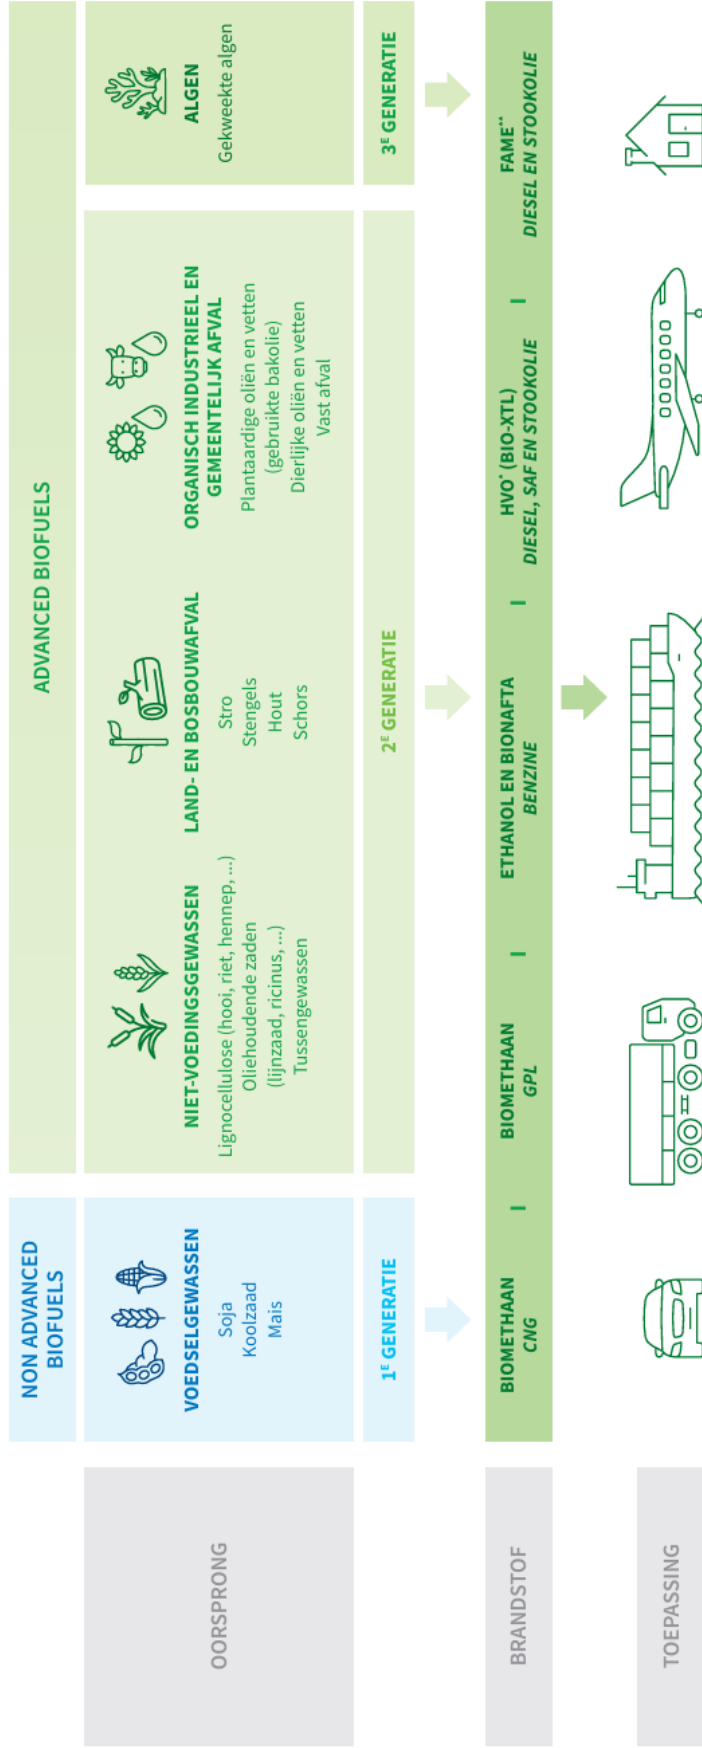 NON ADVANCED
BIOFUELS
ADVANCED BIOFUELS
OORSPRONG
VOEDSELGEWASSEN
Soja
Koolzaad
Mais
NIET-VOEDINGSGEWASSEN
Lignocellulose (hooi, riet, hennep, ...)
Oliehoudende zaden
(lijnzaad, ricinus, ...)
Tussengewassen
LAND- EN BOSBOUWAFVAL
Stro
Stengels
Hout
Schors
ORGANISCH INDUSTRIEEL EN
GEMEENTELIJK AFVAL
Plantaardige oliën en vetten
(gebruikte bakolie)
Dierlijke oliën en vetten
Vast afval
ALGEN
Gekweekte algen
1E GENERATIE
2E GENERATIE
3E GENERATIE
BRANDSTOF
BIOMETHAAN
CNG
BIOMETHAAN
GPL
ETHANOL EN BIONAFTA
BENZINE
HVO* (BIO-XTL)
DIESEL, SAF EN STOOKOLIE
FAME**
DIESEL EN STOOKOLIE
TOEPASSING